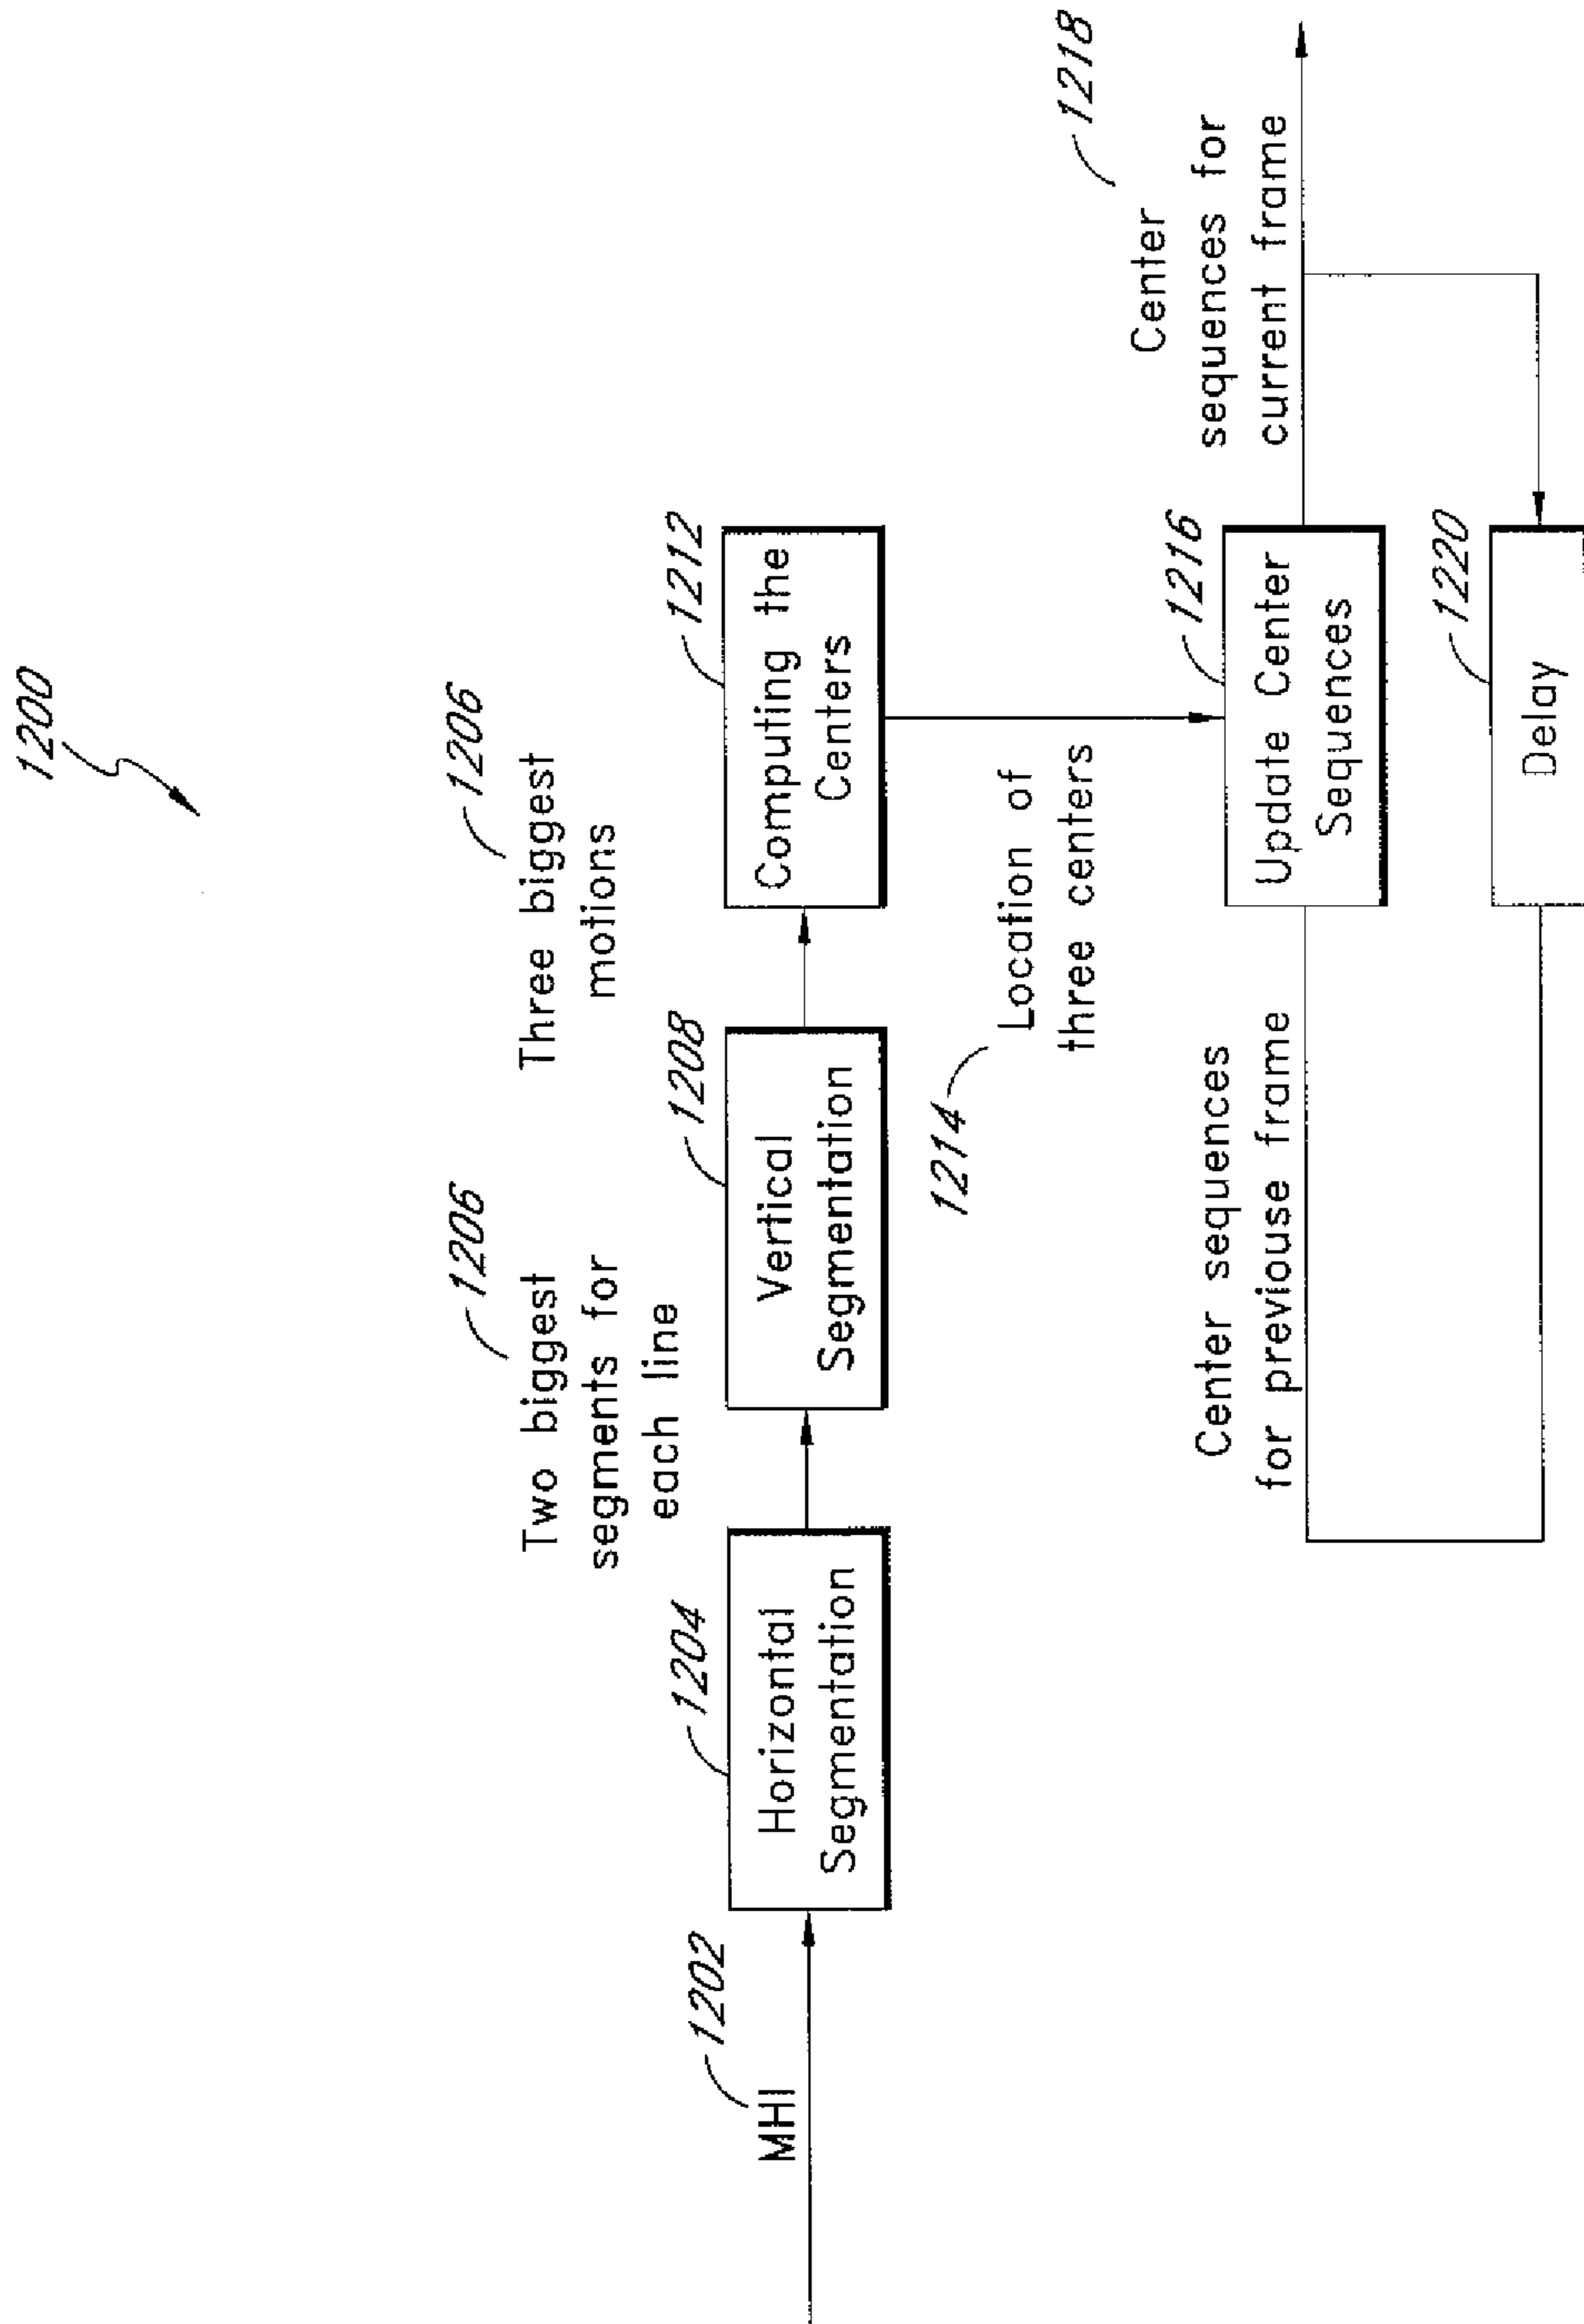 1200
MHI
1202
Horizontal
Segmentation
1204
Two biggest
segments for
each line
1206
Vertical
Segmentation
1208
Three biggest
motions
1206
Computing the
Centers
1212
1214
Location of
three centers
Center sequences
for previouse frame
Update Center
Sequences
1216
Center
sequences for
current frame
1218
Delay
1220